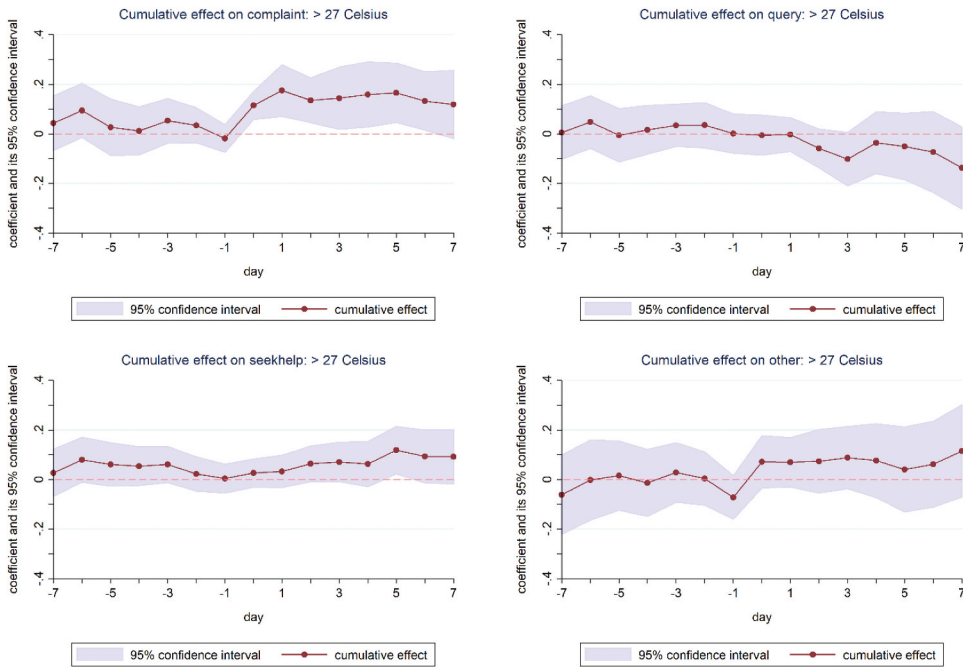 Cumulative effect on complaint: > 27 Celsius
coefficient and its 95% confidence interval
.4
.2
0
-.2
-.4
-7 -5 -3 -1 1 3 5 7
day
95% confidence interval cumulative effect
Cumulative effect on query: > 27 Celsius
coefficient and its 95% confidence interval
.4
.2
0
-.2
-.4
-7 -5 -3 -1 1 3 5 7
day
95% confidence interval cumulative effect
Cumulative effect on seekhelp: > 27 Celsius
coefficient and its 95% confidence interval
.4
.2
0
-.2
-.4
-7 -5 -3 -1 1 3 5 7
day
95% confidence interval cumulative effect
Cumulative effect on other: > 27 Celsius
coefficient and its 95% confidence interval
.4
.2
0
-.2
-.4
-7 -5 -3 -1 1 3 5 7
day
95% confidence interval cumulative effect